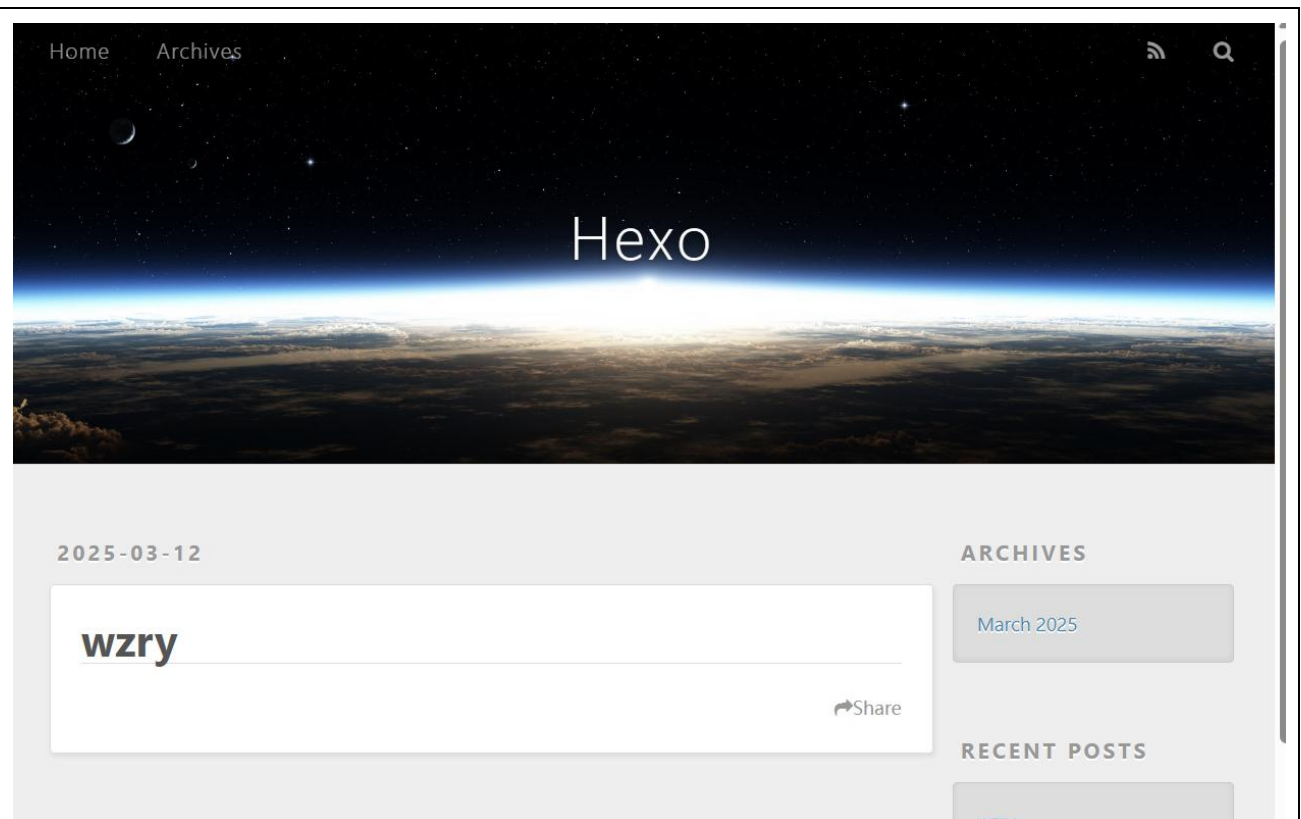 Home Archives
Hexo
2025-03-12
wzry
Share
ARCHIVES
March 2025
RECENT POSTS